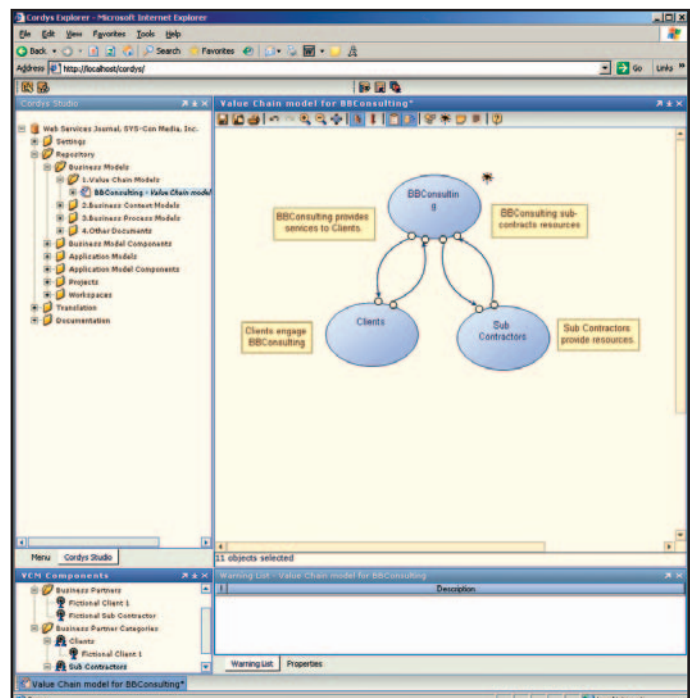 Cordys Explorer - Microsoft Internet Explorer
File Edit View Favorites Tools Help
Back Search Favorites
Address http://localhost/cordys/ Go Links
Cordys Studio
Web Services Journal, SYS-Con Media, Inc.
Settings
Repository
Business Models
1.Value Chain Models
BBConsulting - Value Chain model
2.Business Context Models
3.Business Process Models
4.Other Documents
Business Model Components
Application Models
Application Model Components
Projects
Workspaces
Translation
Documentation
Menu Cordys Studio
Value Chain model for BBConsulting*
BBConsultin
g
BBConsulting provides
services to Clients.
BBConsulting sub-
contracts resources
Clients engage
BBConsulting
Clients
Sub
Contractors
Sub Contractors
provide resources.
11 objects selected
VCM Components
Business Partners
Fictional Client 1
Fictional Sub Contractor
Business Partner Categories
Clients
Fictional Client 1
Sub Contractors
Warning List - Value Chain model for BBConsulting
! Description
Warning List Properties
Value Chain model for BBConsulting*